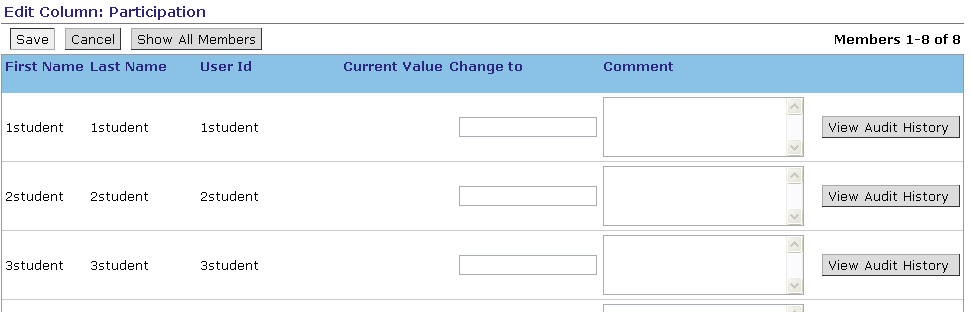 Edit Column: Participation
Save Cancel Show All Members Members 1-8 of 8
First Name Last Name User Id Current Value Change to Comment
1student 1student 1student View Audit History
2student 2student 2student View Audit History
3student 3student 3student View Audit History